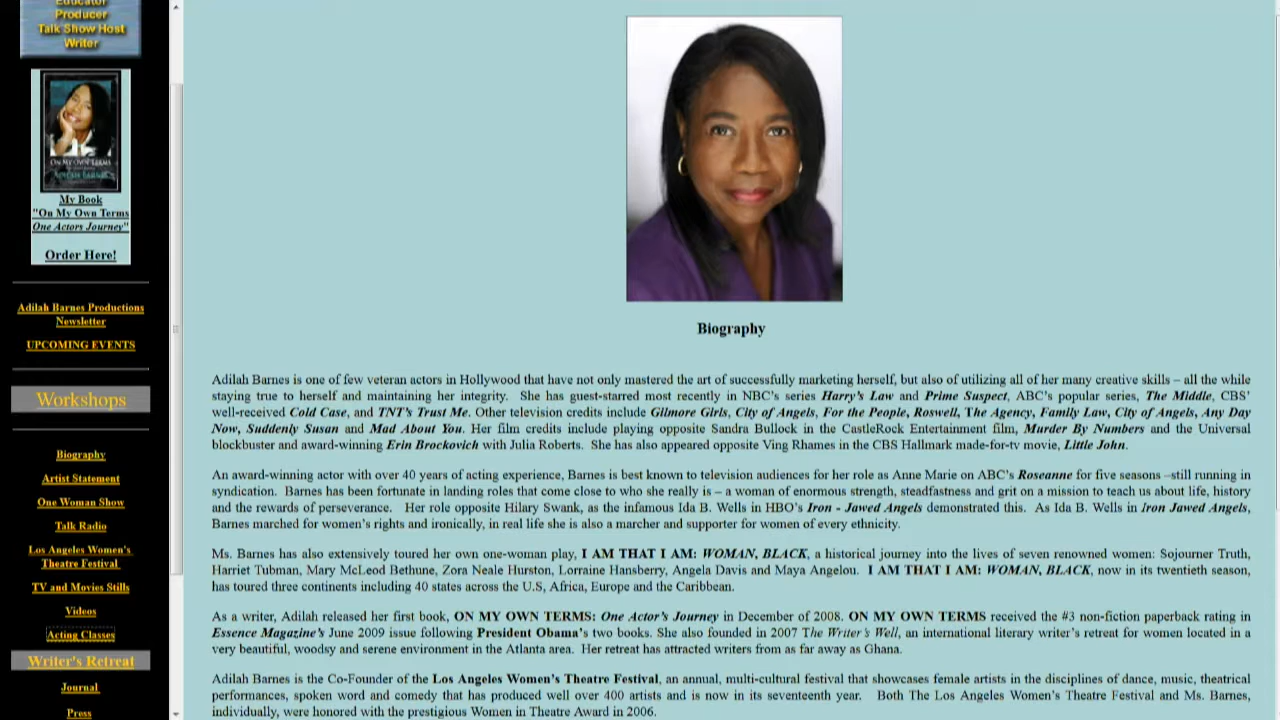 Educator
Producer
Talk Show Host
Writer
ON MY OWN TERMS
ADILAH BARNES
My Book
"On My Own Terms
One Actors Journey"
Order Here!
Adilah Barnes Productions
Newsletter
UPCOMING EVENTS
Workshops
Biography
Artist Statement
One Woman Show
Talk Radio
Los Angeles Women's
Theatre Festival
TV and Movies Stills
Videos
Acting Classes
Writer's Retreat
Journal
Press
Biography
Adilah Barnes is one of few veteran actors in Hollywood that have not only mastered the art of successfully marketing herself, but also of utilizing all of her many creative skills – all the while
staying true to herself and maintaining her integrity. She has guest-starred most recently in NBC's series Harry's Law and Prime Suspect, ABC's popular series, The Middle, CBS'
well-received Cold Case, and TNT's Trust Me. Other television credits include Gilmore Girls, City of Angels, For the People, Roswell, The Agency, Family Law, City of Angels, Any Day
Now, Suddenly Susan and Mad About You. Her film credits include playing opposite Sandra Bullock in the CastleRock Entertainment film, Murder By Numbers and the Universal
blockbuster and award-winning Erin Brockovich with Julia Roberts. She has also appeared opposite Ving Rhames in the CBS Hallmark made-for-tv movie, Little John.
An award-winning actor with over 40 years of acting experience, Barnes is best known to television audiences for her role as Anne Marie on ABC's Roseanne for five seasons –still running in
syndication. Barnes has been fortunate in landing roles that come close to who she really is – a woman of enormous strength, steadfastness and grit on a mission to teach us about life, history
and the rewards of perseverance. Her role opposite Hilary Swank, as the infamous Ida B. Wells in HBO's Iron - Jawed Angels demonstrated this. As Ida B. Wells in Iron Jawed Angels,
Barnes marched for women's rights and ironically, in real life she is also a marcher and supporter for women of every ethnicity.
Ms. Barnes has also extensively toured her own one-woman play, I AM THAT I AM: WOMAN, BLACK, a historical journey into the lives of seven renowned women: Sojourner Truth,
Harriet Tubman, Mary McLeod Bethune, Zora Neale Hurston, Lorraine Hansberry, Angela Davis and Maya Angelou. I AM THAT I AM: WOMAN, BLACK, now in its twentieth season,
has toured three continents including 40 states across the U.S, Africa, Europe and the Caribbean.
As a writer, Adilah released her first book, ON MY OWN TERMS: One Actor's Journey in December of 2008. ON MY OWN TERMS received the #3 non-fiction paperback rating in
Essence Magazine's June 2009 issue following President Obama's two books. She also founded in 2007 The Writer's Well, an international literary writer's retreat for women located in a
very beautiful, woodsy and serene environment in the Atlanta area. Her retreat has attracted writers from as far away as Ghana.
Adilah Barnes is the Co-Founder of the Los Angeles Women's Theatre Festival, an annual, multi-cultural festival that showcases female artists in the disciplines of dance, music, theatrical
performances, spoken word and comedy that has produced well over 400 artists and is now in its seventeenth year. Both The Los Angeles Women's Theatre Festival and Ms. Barnes,
individually, were honored with the prestigious Women in Theatre Award in 2006.